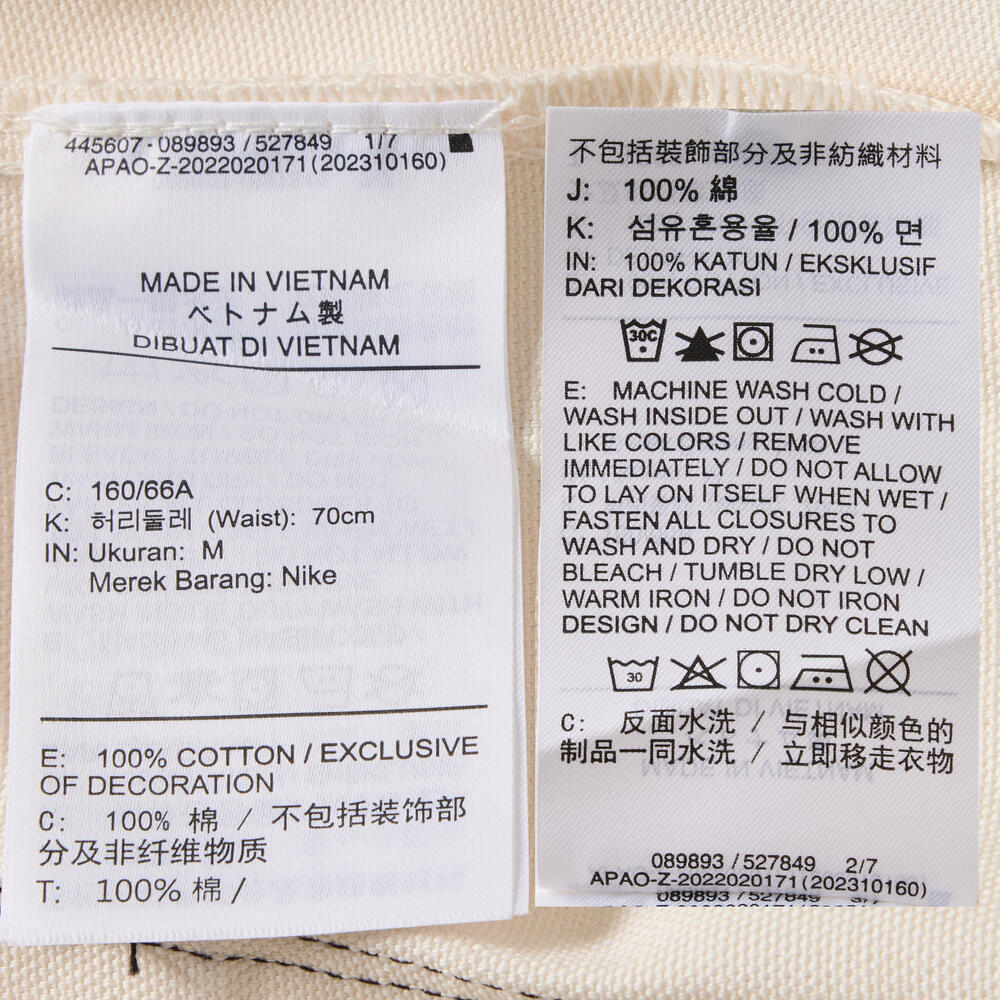 445607-089893 / 527849 1/7
APAO-Z-2022020171(202310160)
MADE IN VIETNAM
ベトナム製
DIBUAT DI VIETNAM
C: 160/66A
K: 허리둘레 (Waist): 70cm
IN: Ukuran: M
Merek Barang: Nike
E: 100% COTTON / EXCLUSIVE
OF DECORATION
C: 100% 棉 / 不包括装饰部
分及非纤维物质
T: 100% 棉 /
不包括裝飾部分及非紡織材料
J: 100% 綿
K: 섬유혼용율 / 100% 면
IN: 100% KATUN / EKSKLUSIF
DARI DEKORASI
30C
E: MACHINE WASH COLD /
WASH INSIDE OUT / WASH WITH
LIKE COLORS / REMOVE
IMMEDIATELY / DO NOT ALLOW
TO LAY ON ITSELF WHEN WET /
FASTEN ALL CLOSURES TO
WASH AND DRY / DO NOT
BLEACH / TUMBLE DRY LOW /
WARM IRON / DO NOT IRON
DESIGN / DO NOT DRY CLEAN
30
C: 反面水洗 / 与相似颜色的
制品一同水洗 / 立即移走衣物
089893 / 527849 2/7
APAO-Z-2022020171(202310160)
089893 / 527849 3/7